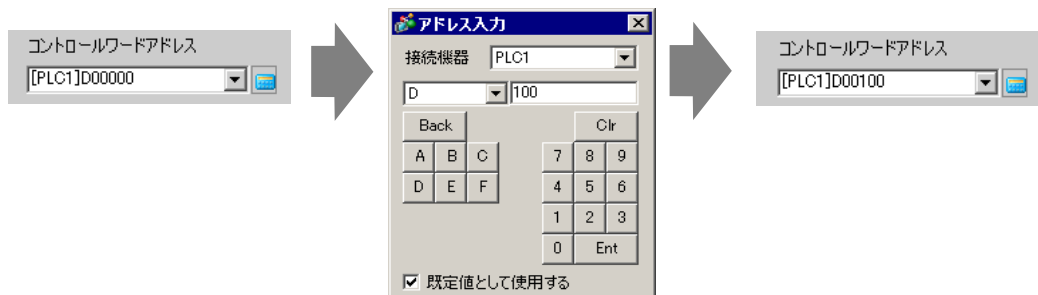 コントロールワードアドレス
[PLC1]D00000
アドレス入力
接続機器 PLC1
D 100
Back Clr
A B C 7 8 9
D E F 4 5 6
1 2 3
0 Ent
既定値として使用する
コントロールワードアドレス
[PLC1]D00100